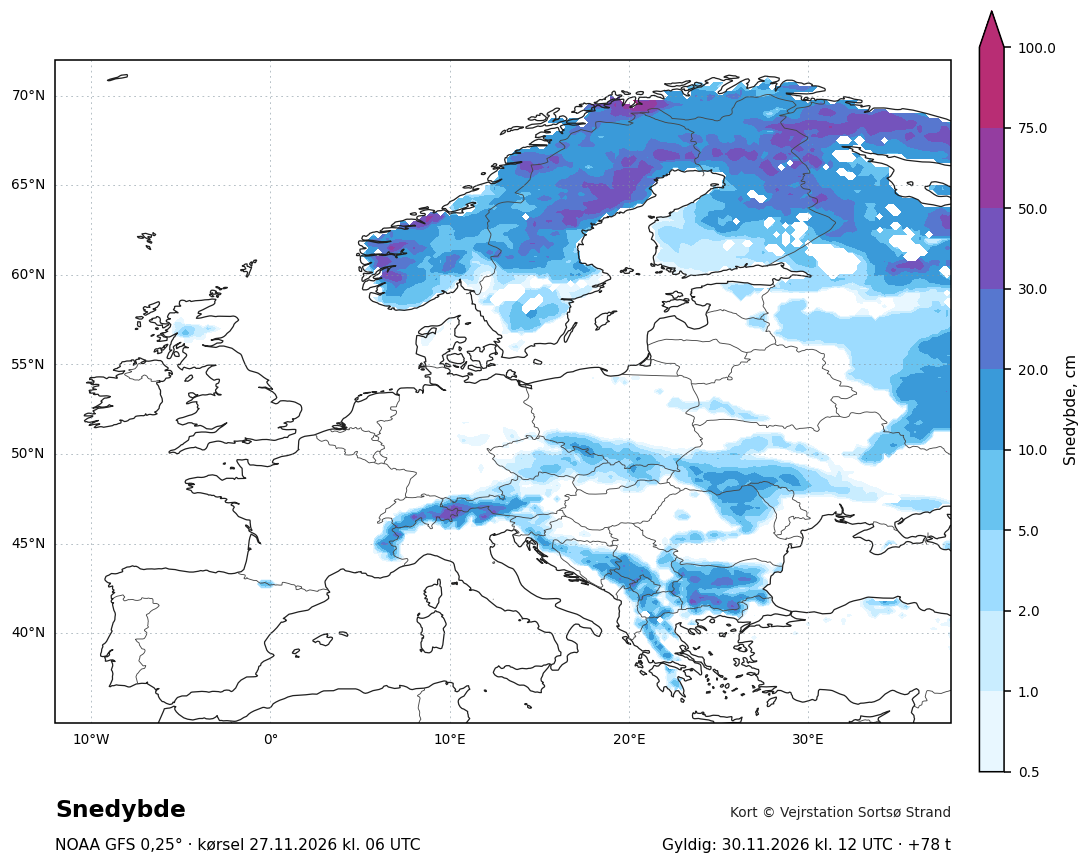 100.0
75.0
50.0
30.0
20.0
10.0
5.0
2.0
1.0
0.5
Snedybde, cm
70°N
65°N
60°N
55°N
50°N
45°N
40°N
10°W
0°
10°E
20°E
30°E
Snedybde
Kort © Vejrstation Sortsø Strand
NOAA GFS 0,25° · kørsel 27.11.2026 kl. 06 UTC
Gyldig: 30.11.2026 kl. 12 UTC · +78 t